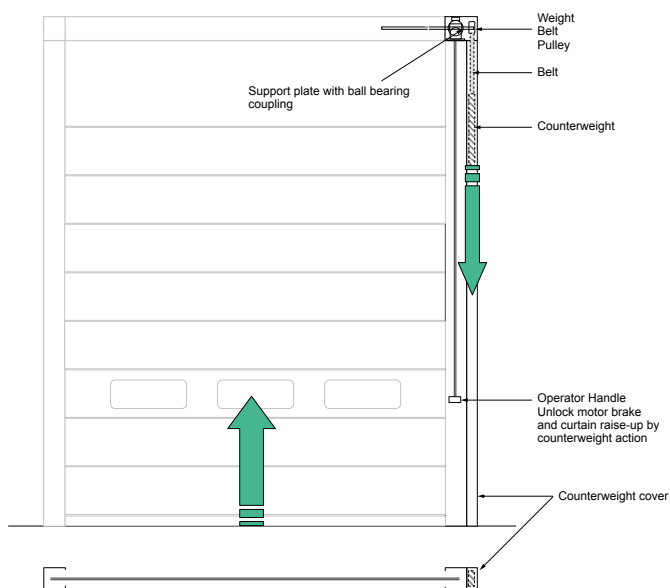 Weight
Belt
Pulley
Support plate with ball bearing
coupling
Belt
Counterweight
Operator Handle
Unlock motor brake
and curtain raise-up by
counterweight action
Counterweight cover